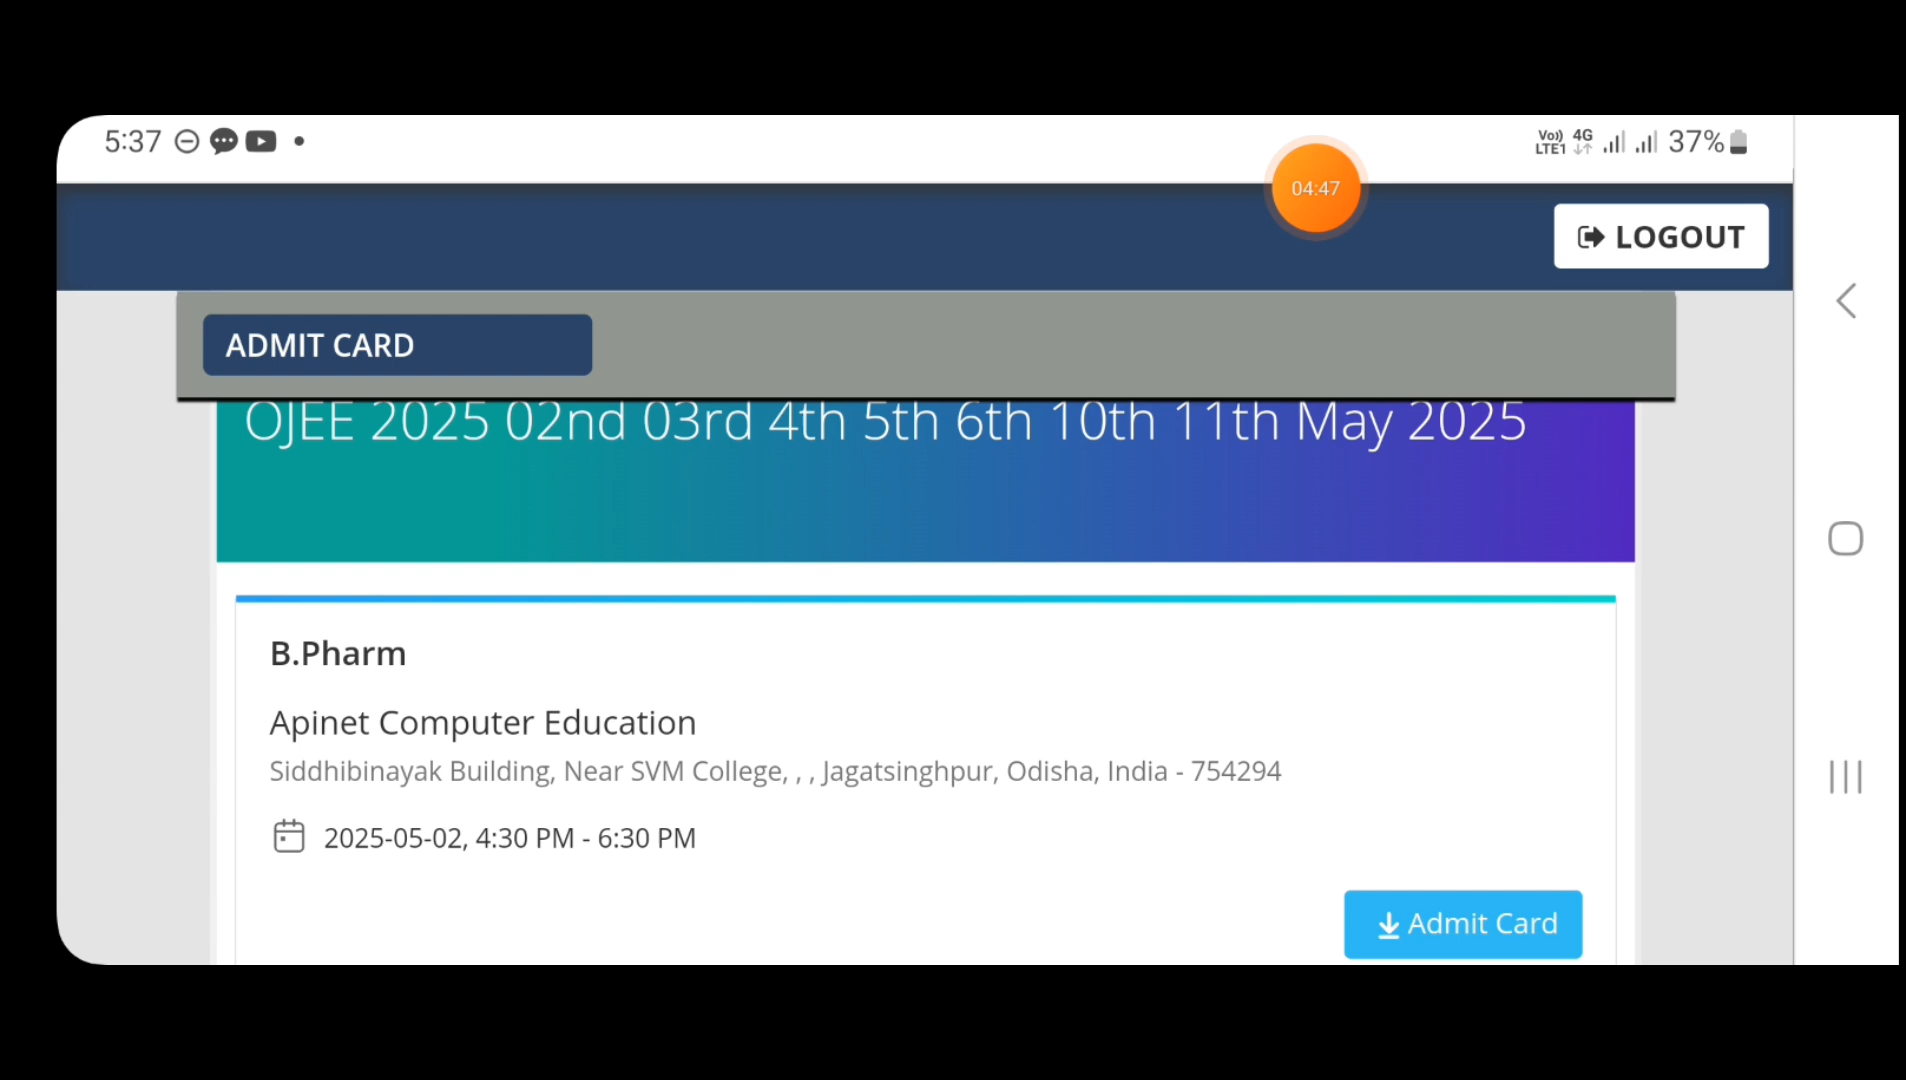 5:37
Vo)) LTE1 4G 37%
04:47
LOGOUT
ADMIT CARD
OJEE 2025 02nd 03rd 4th 5th 6th 10th 11th May 2025
B.Pharm
Apinet Computer Education
Siddhibinayak Building, Near SVM College, , , Jagatsinghpur, Odisha, India - 754294
2025-05-02, 4:30 PM - 6:30 PM
Admit Card